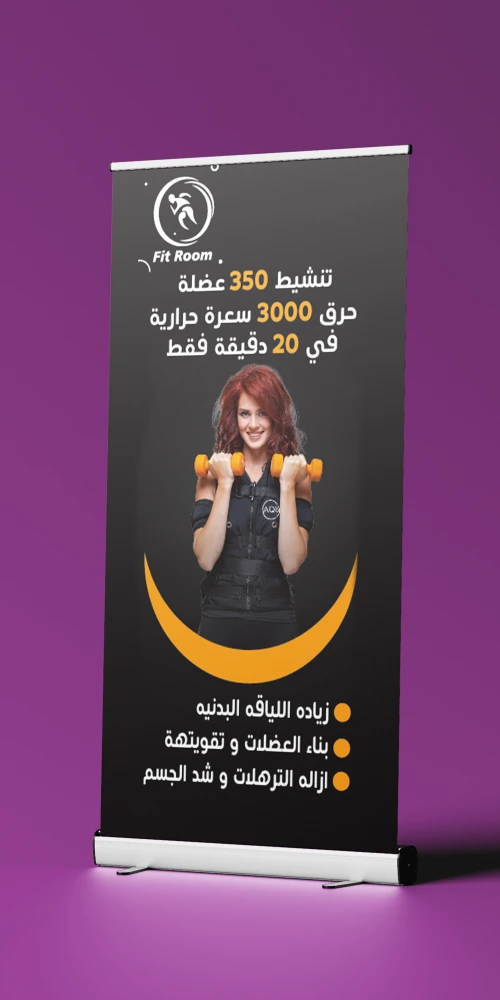 Fit Room
تنشيط 350 عضلة
حرق 3000 سعرة حرارية
في 20 دقيقة فقط
AQ8
زياده اللياقه البدنيه
بناء العضلات و تقويتهة
ازاله الترهلات و شد الجسم